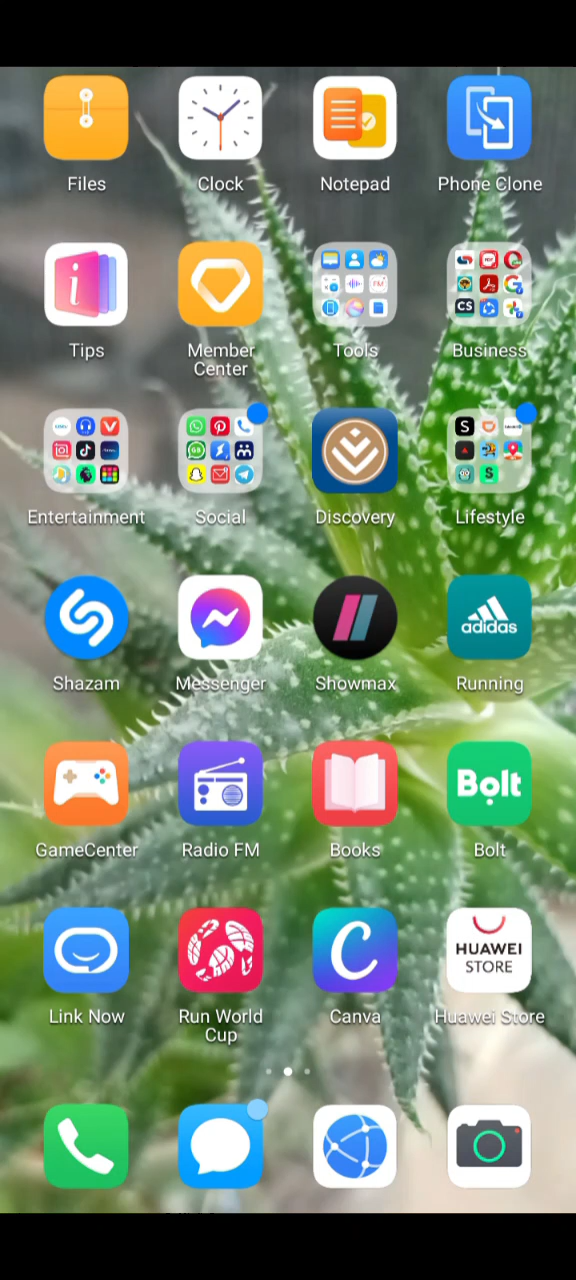 Files
Clock
Notepad
Phone Clone
Tips
Member
Center
Tools
Business
Entertainment
Social
Discovery
Lifestyle
adidas
Shazam
Messenger
Showmax
Running
Bolt
GameCenter
Radio FM
Books
Bolt
HUAWEI
STORE
Link Now
Run World
Cup
Canva
Huawei Store